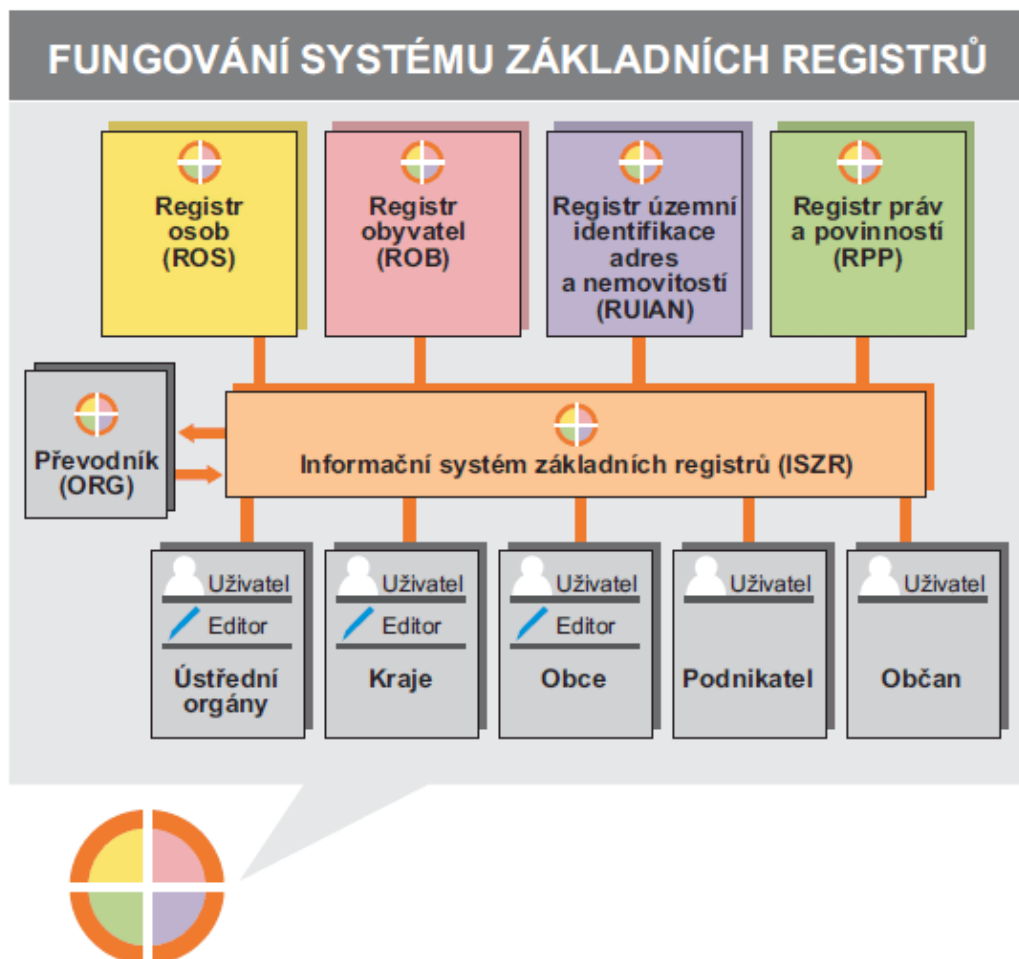 FUNGOVÁNÍ SYSTÉMU ZÁKLADNÍCH REGISTRŮ
Registr
osob
(ROS)
Registr
obyvatel
(ROB)
Registr územní
identifikace
adres
a nemovitostí
(RUIAN)
Registr práv
a povinností
(RPP)
Převodník
(ORG)
Informační systém základních registrů (ISZR)
Uživatel
Editor
Ústřední
orgány
Uživatel
Editor
Kraje
Uživatel
Editor
Obce
Uživatel
Podnikatel
Uživatel
Občan